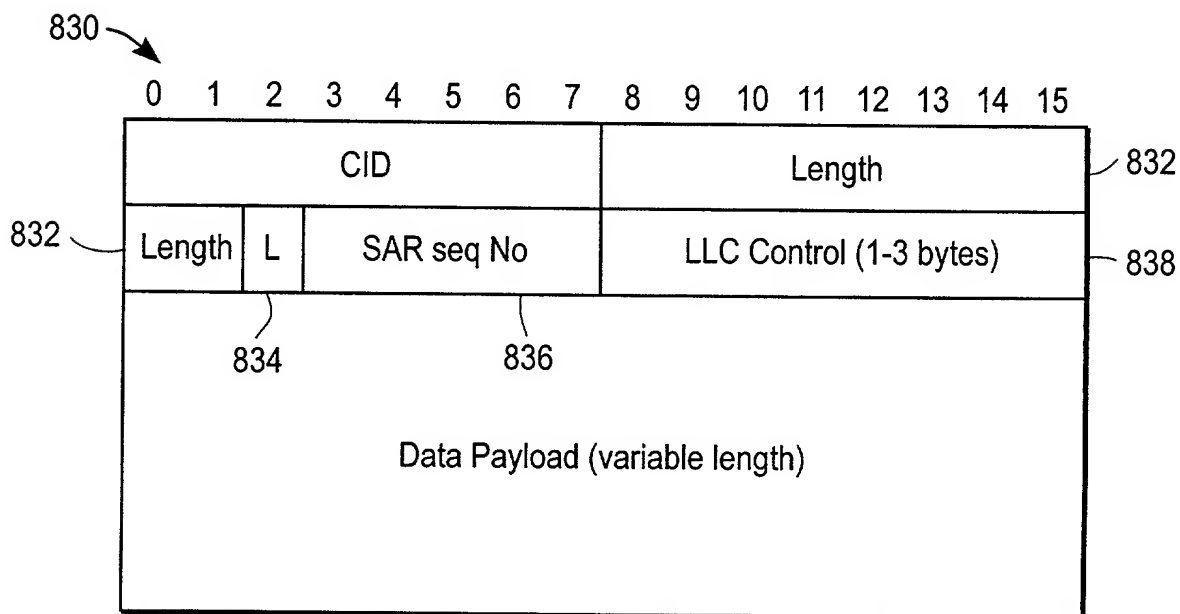 830
0 1 2 3 4 5 6 7 8 9 10 11 12 13 14 15
CID Length 832
832 Length L SAR seq No LLC Control (1-3 bytes) 838
834 836
Data Payload (variable length)